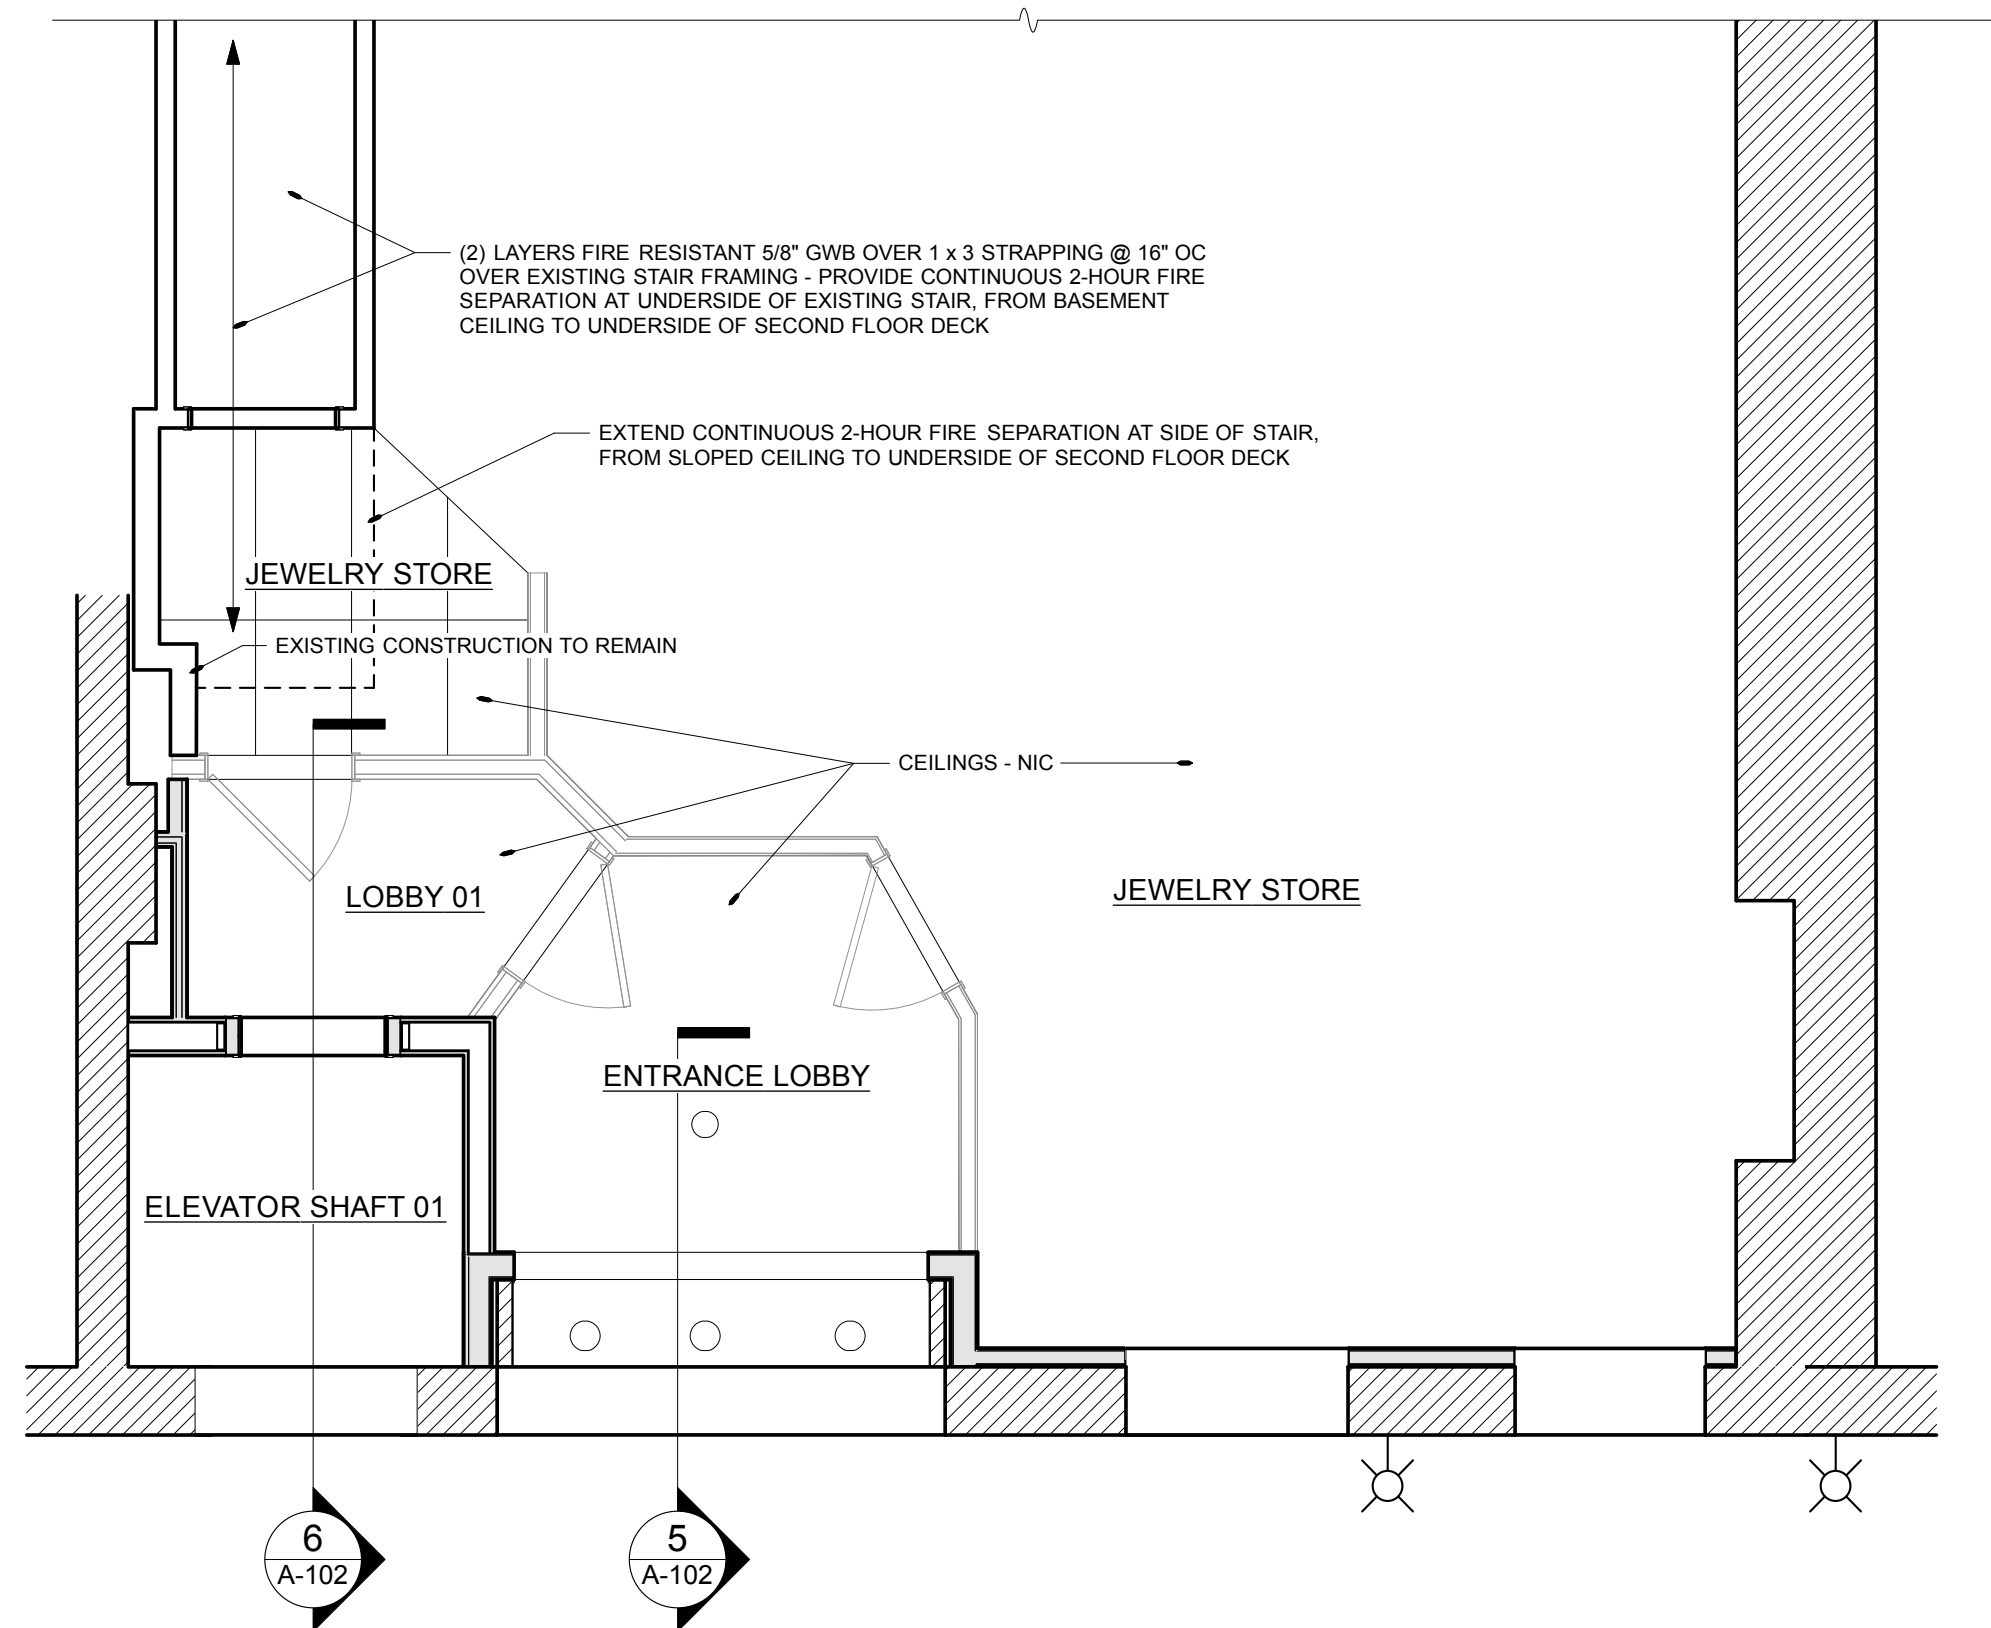 (2) LAYERS FIRE RESISTANT 5/8" GWB OVER 1 x 3 STRAPPING @ 16" OC
OVER EXISTING STAIR FRAMING - PROVIDE CONTINUOUS 2-HOUR FIRE
SEPARATION AT UNDERSIDE OF EXISTING STAIR, FROM BASEMENT
CEILING TO UNDERSIDE OF SECOND FLOOR DECK
EXTEND CONTINUOUS 2-HOUR FIRE SEPARATION AT SIDE OF STAIR,
FROM SLOPED CEILING TO UNDERSIDE OF SECOND FLOOR DECK
JEWELRY STORE
EXISTING CONSTRUCTION TO REMAIN
CEILINGS - NIC
LOBBY 01
JEWELRY STORE
ENTRANCE LOBBY
ELEVATOR SHAFT 01
6
A-102
5
A-102